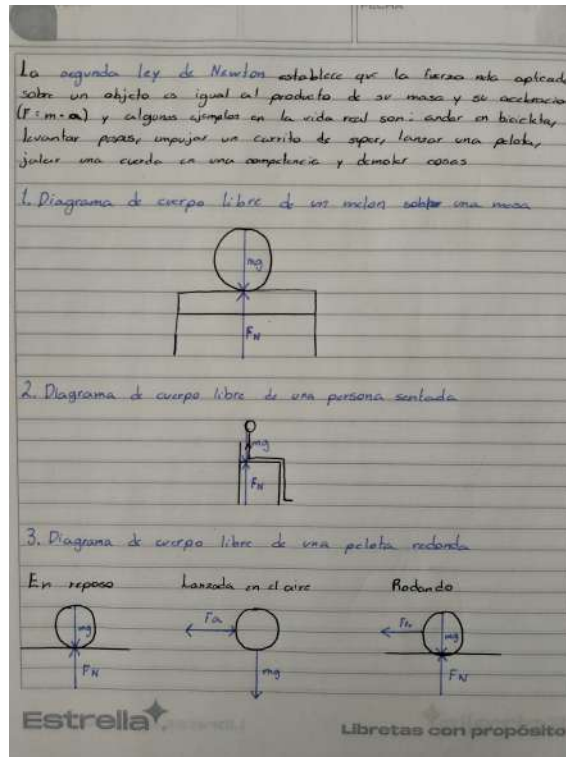 FECHA
La segunda ley de Newton establece que la fuerza neta aplicad
sobre un objeto es igual al producto de su masa y su aceleracio
(F = m · a) y algunos ejemplos en la vida real son: andar en bicicleta,
levantar pesas, empujar un carrito de super, lanzar una pelota,
jalar una cuerda en una competencia y demoler cosas
1. Diagrama de cuerpo libre de un melon sobre una mesa
mg
FN
2. Diagrama de cuerpo libre de una persona sentada
mg
FN
3. Diagrama de cuerpo libre de una pelota redonda
En reposo Lanzada en el aire Rodando
mg Fa mg Fr mg
FN FN
Estrella Libretas con propósito